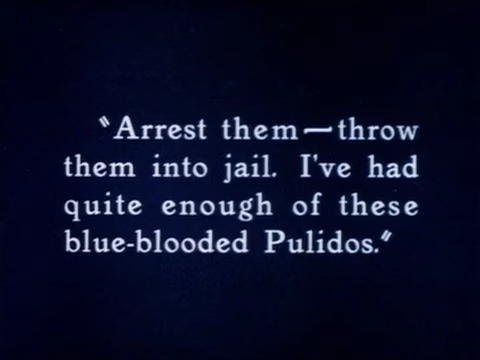 "Arrest them—throw
them into jail. I've had
quite enough of these
blue-blooded Pulidos."